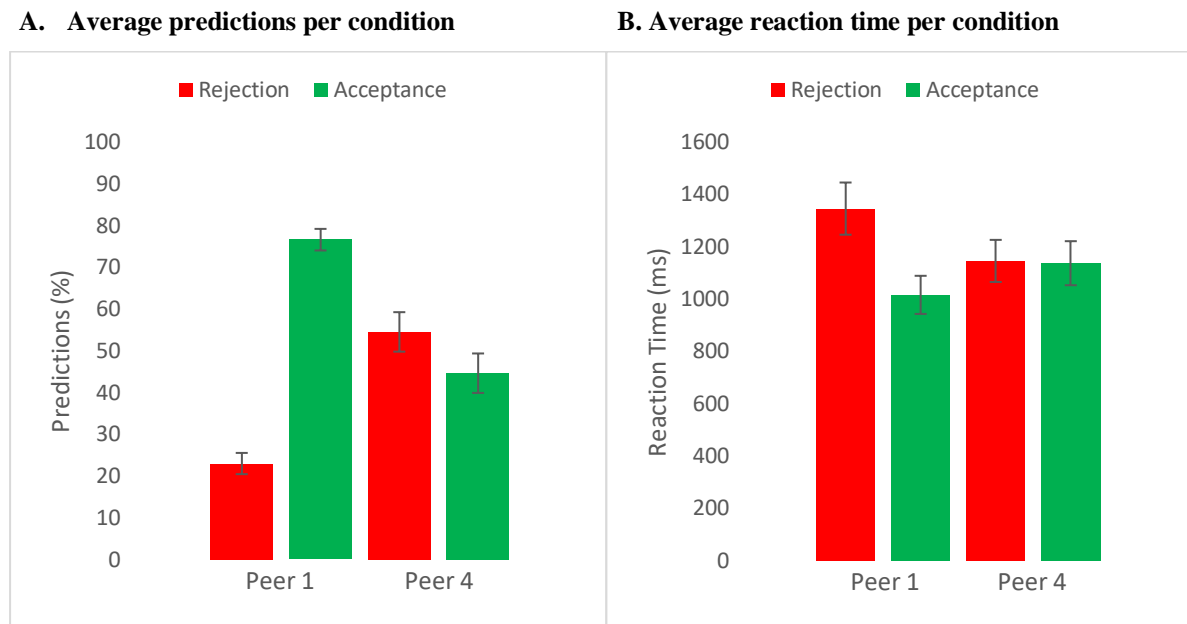 A. Average predictions per condition
Rejection Acceptance
Predictions (%)
100
90
80
70
60
50
40
30
20
10
0
Peer 1 Peer 4
B. Average reaction time per condition
Rejection Acceptance
Reaction Time (ms)
1600
1400
1200
1000
800
600
400
200
0
Peer 1 Peer 4